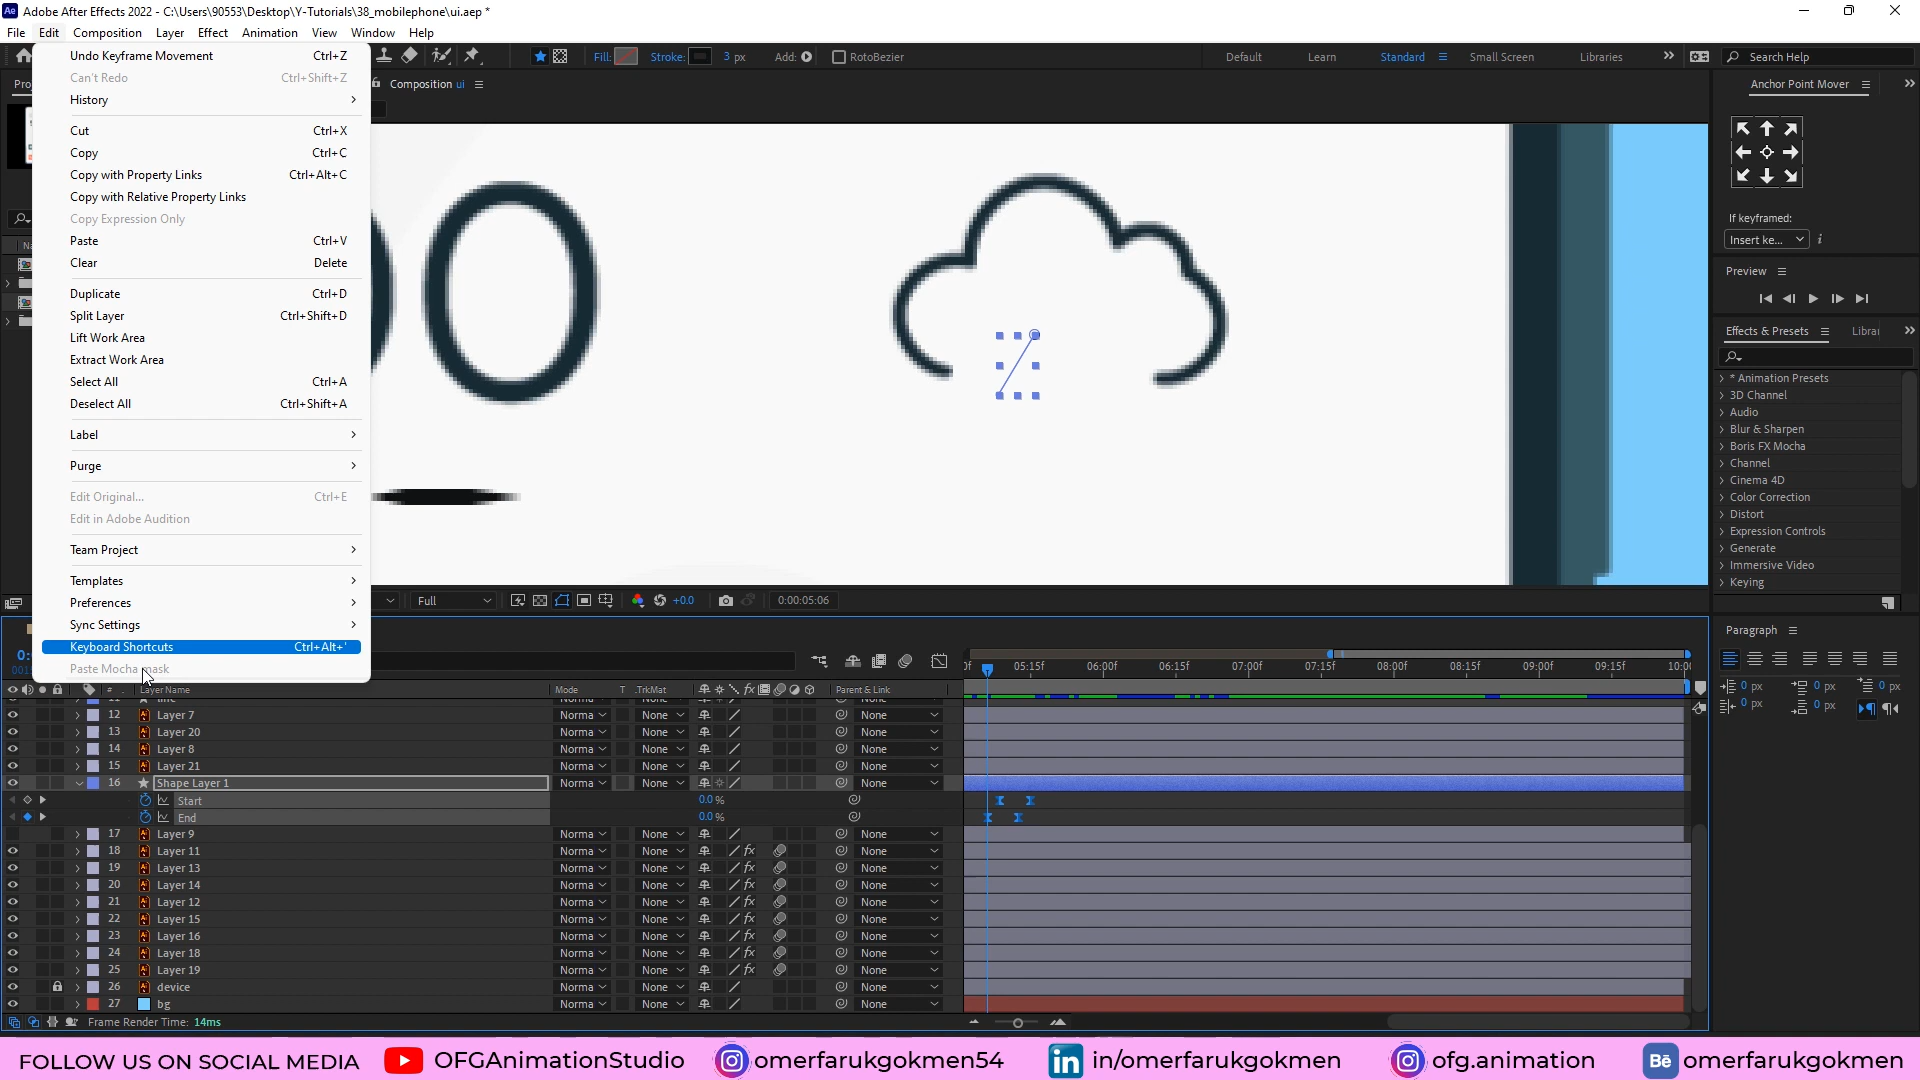 Adobe After Effects 2022 - C:\Users\90553\Desktop\Y-Tutorials\38_mobilephone\ui.aep *
File Edit Composition Layer Effect Animation View Window Help
Fill: Stroke: 3 px Add: RotoBezier Default Learn Standard Small Screen Libraries Search Help
Composition ui
Undo Keyframe Movement Ctrl+Z
Can't Redo Ctrl+Shift+Z
History
Cut Ctrl+X
Copy Ctrl+C
Copy with Property Links Ctrl+Alt+C
Copy with Relative Property Links
Copy Expression Only
Paste Ctrl+V
Clear Delete
Duplicate Ctrl+D
Split Layer Ctrl+Shift+D
Lift Work Area
Extract Work Area
Select All Ctrl+A
Deselect All Ctrl+Shift+A
Label
Purge
Edit Original... Ctrl+E
Edit in Adobe Audition
Team Project
Templates
Preferences
Sync Settings
Keyboard Shortcuts Ctrl+Alt+'
Paste Mocha mask
Anchor Point Mover
If keyframed:
Insert ke...
Preview
Effects & Presets Librar
* Animation Presets
3D Channel
Audio
Blur & Sharpen
Boris FX Mocha
Channel
Cinema 4D
Color Correction
Distort
Expression Controls
Generate
Immersive Video
Keying
Full +0.0 0:00:05:06
Paragraph
0 px 0 px 0 px
0 px 0 px
05:15f 06:00f 06:15f 07:00f 07:15f 08:00f 08:15f 09:00f 09:15f 10:0
# Layer Name Mode T .TrkMat Parent & Link
12 Layer 7 Norma None None
13 Layer 20 Norma None None
14 Layer 8 Norma None None
15 Layer 21 Norma None None
16 Shape Layer 1 Norma None None
Start 0.0 %
End 0.0 %
17 Layer 9 Norma None None
18 Layer 11 Norma None None
19 Layer 13 Norma None None
20 Layer 14 Norma None None
21 Layer 12 Norma None None
22 Layer 15 Norma None None
23 Layer 16 Norma None None
24 Layer 18 Norma None None
25 Layer 19 Norma None None
26 device Norma None None
27 bg Norma None None
Frame Render Time: 14ms
FOLLOW US ON SOCIAL MEDIA OFGAnimationStudio omerfarukgokmen54 in/omerfarukgokmen ofg.animation Bē omerfarukgokmen